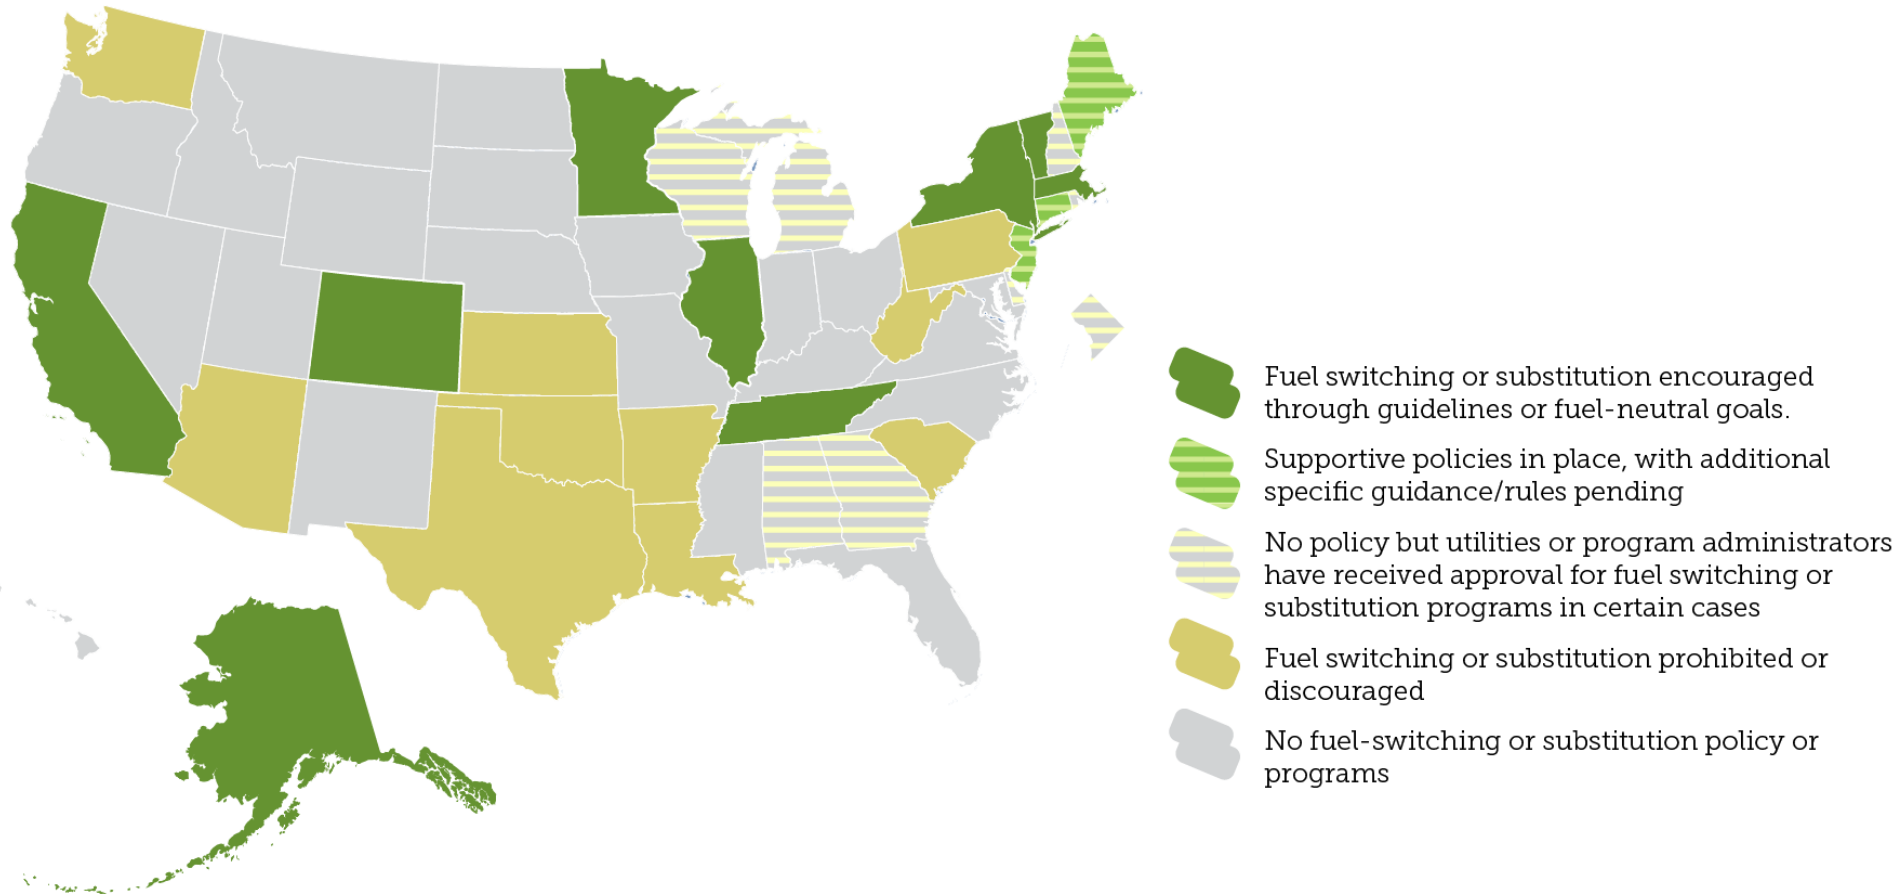 Fuel switching or substitution encouraged
through guidelines or fuel-neutral goals.
Supportive policies in place, with additional
specific guidance/rules pending
No policy but utilities or program administrators
have received approval for fuel switching or
substitution programs in certain cases
Fuel switching or substitution prohibited or
discouraged
No fuel-switching or substitution policy or
programs